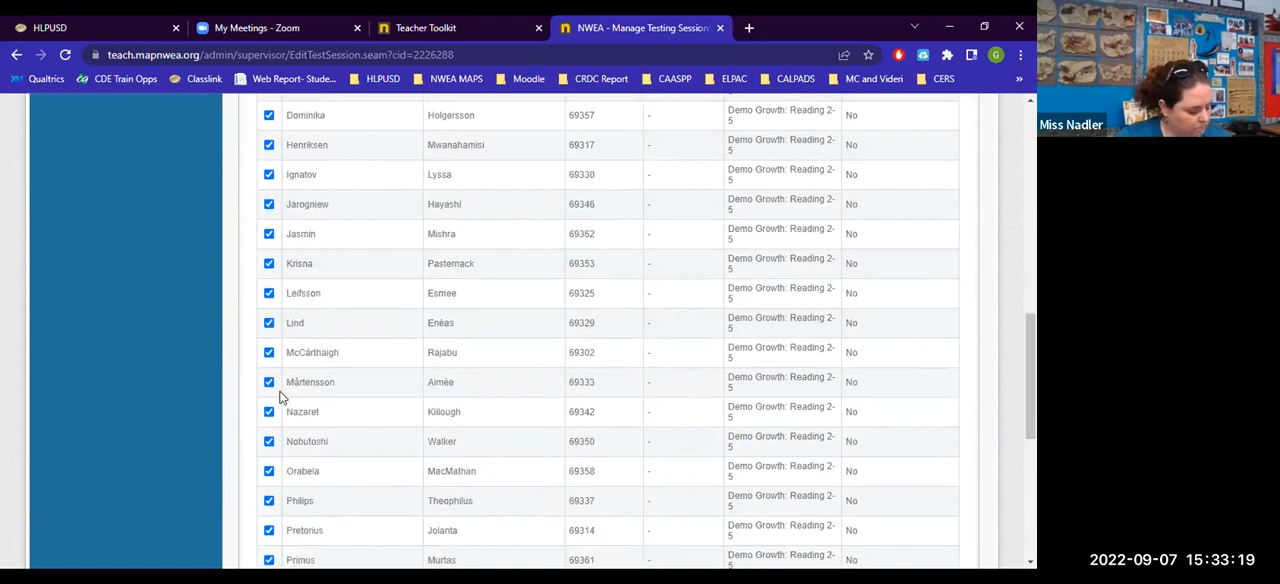 HLPUSD
My Meetings - Zoom
Teacher Toolkit
NWEA - Manage Testing Session
teach.mapnwea.org/admin/supervisor/EditTestSession.seam?cid=2226288
G
Qualtrics CDE Train Opps Classlink Web Report- Stude... HLPUSD NWEA MAPS Moodle CRDC Report CAASPP ELPAC CALPADS MC and Videri CERS »
Dominika Holgersson 69357 - Demo Growth: Reading 2-5 No
Henriksen Mwanahamisi 69317 - Demo Growth: Reading 2-5 No
Ignatov Lyssa 69330 - Demo Growth: Reading 2-5 No
Jarogniew Hayashi 69346 - Demo Growth: Reading 2-5 No
Jasmin Mishra 69362 - Demo Growth: Reading 2-5 No
Krisna Pasternack 69353 - Demo Growth: Reading 2-5 No
Leifsson Esmee 69325 - Demo Growth: Reading 2-5 No
Lind Enéas 69329 - Demo Growth: Reading 2-5 No
McCárthaigh Rajabu 69302 - Demo Growth: Reading 2-5 No
Mårtensson Aimée 69333 - Demo Growth: Reading 2-5 No
Nazaret Killough 69342 - Demo Growth: Reading 2-5 No
Nobutoshi Walker 69350 - Demo Growth: Reading 2-5 No
Orabela MacMathan 69358 - Demo Growth: Reading 2-5 No
Philips Theophilus 69337 - Demo Growth: Reading 2-5 No
Pretorius Jolanta 69314 - Demo Growth: Reading 2-5 No
Primus Murtas 69361 - Demo Growth: Reading 2-5 No
Miss Nadler
2022-09-07 15:33:19